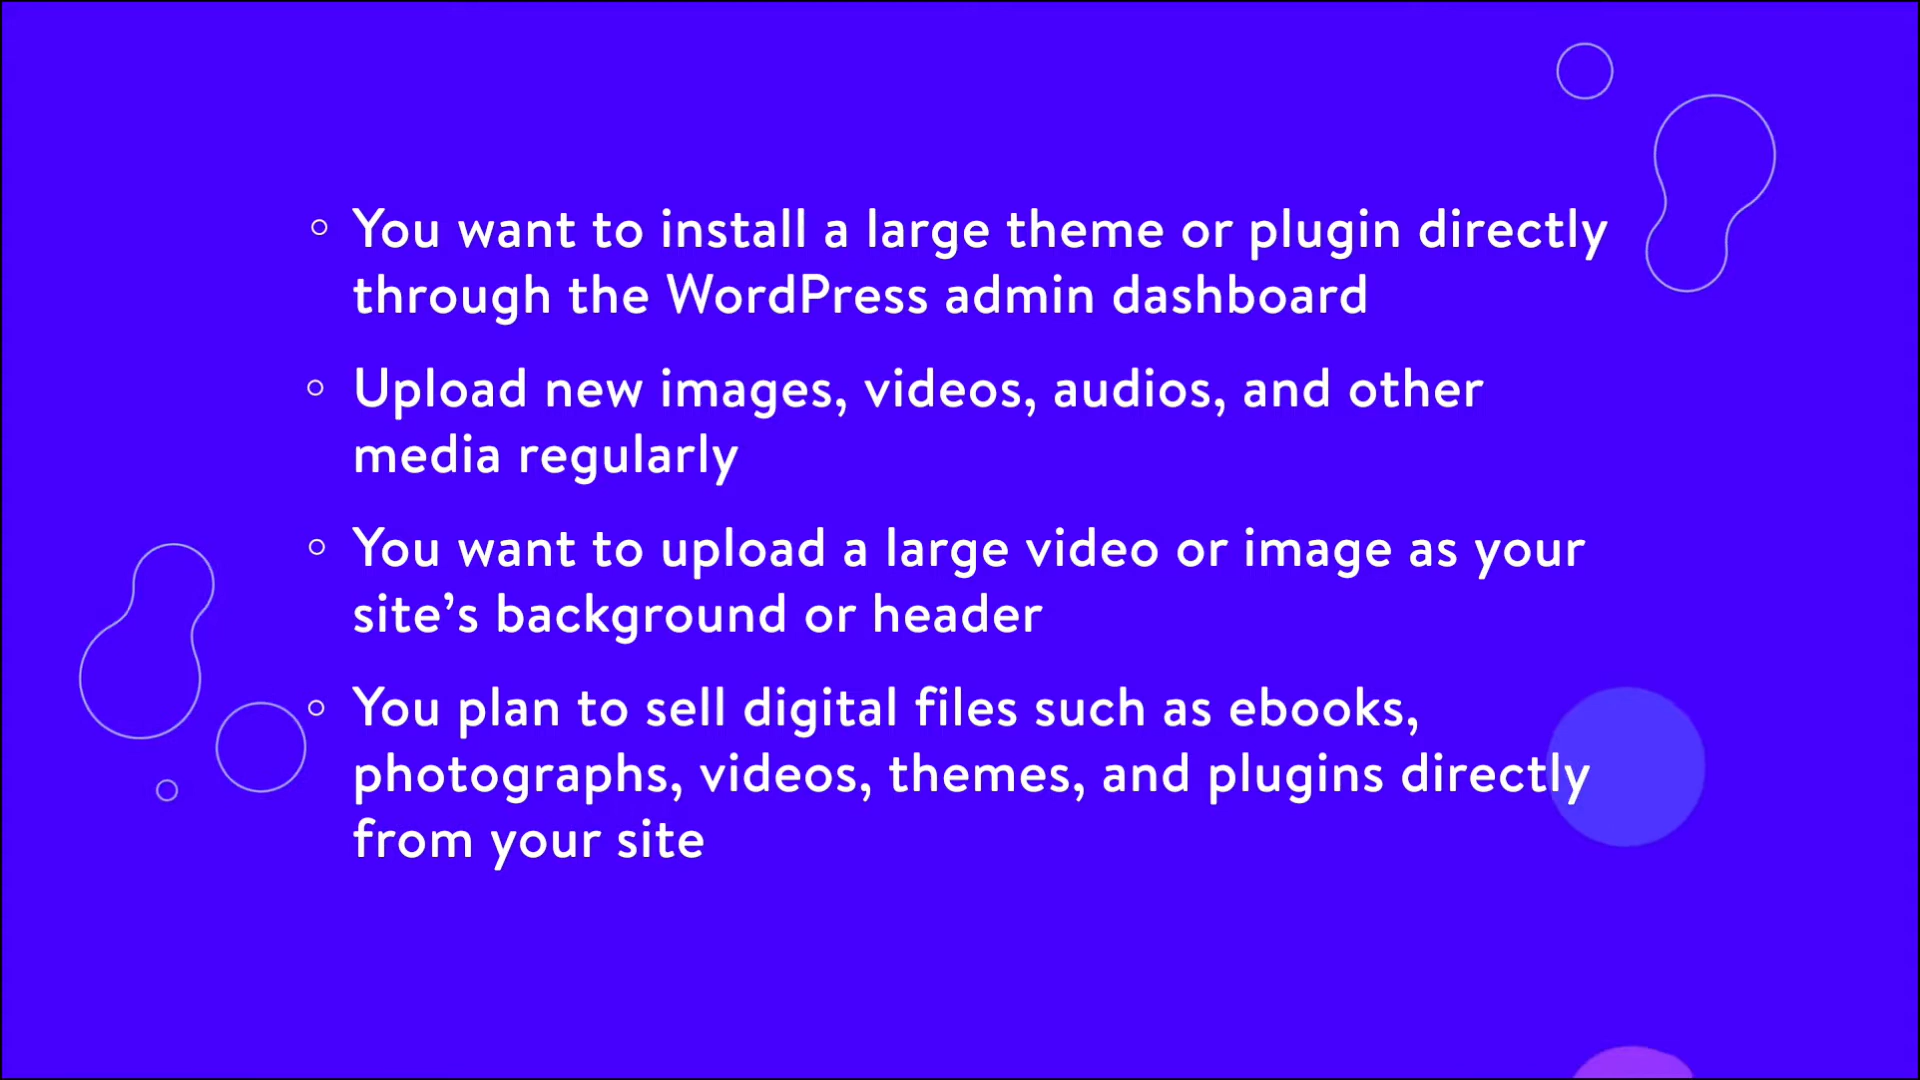 You want to install a large theme or plugin directly
through the WordPress admin dashboard
Upload new images, videos, audios, and other
media regularly
You want to upload a large video or image as your
site’s background or header
You plan to sell digital files such as ebooks,
photographs, videos, themes, and plugins directly
from your site